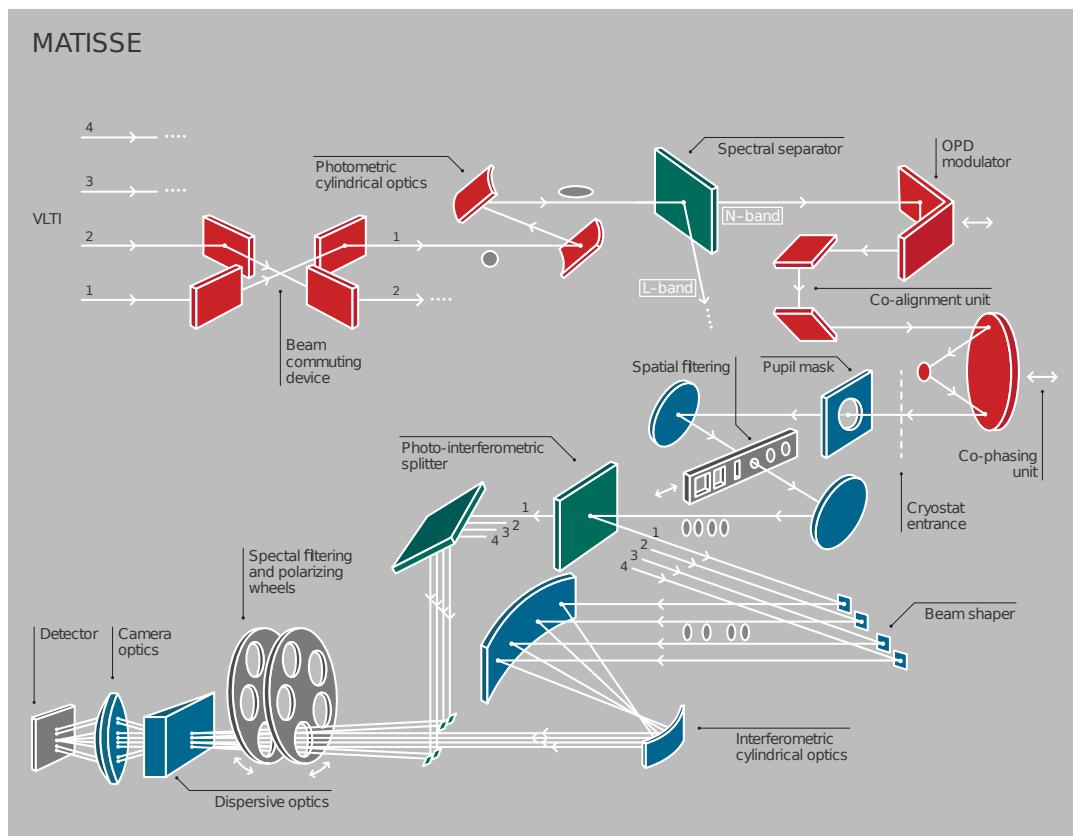 MATISSE
4
3
VLTI
2
1
1
2
Beam
commuting
device
Photometric
cylindrical optics
Spectral separator
N-band
L-band
OPD
modulator
Co-alignment unit
Spatial filtering
Pupil mask
Co-phasing
unit
Cryostat
entrance
Photo-interferometric
splitter
1
2
3
4
1
2
3
4
Spectal filtering
and polarizing
wheels
Beam shaper
Detector
Camera
optics
Interferometric
cylindrical optics
Dispersive optics